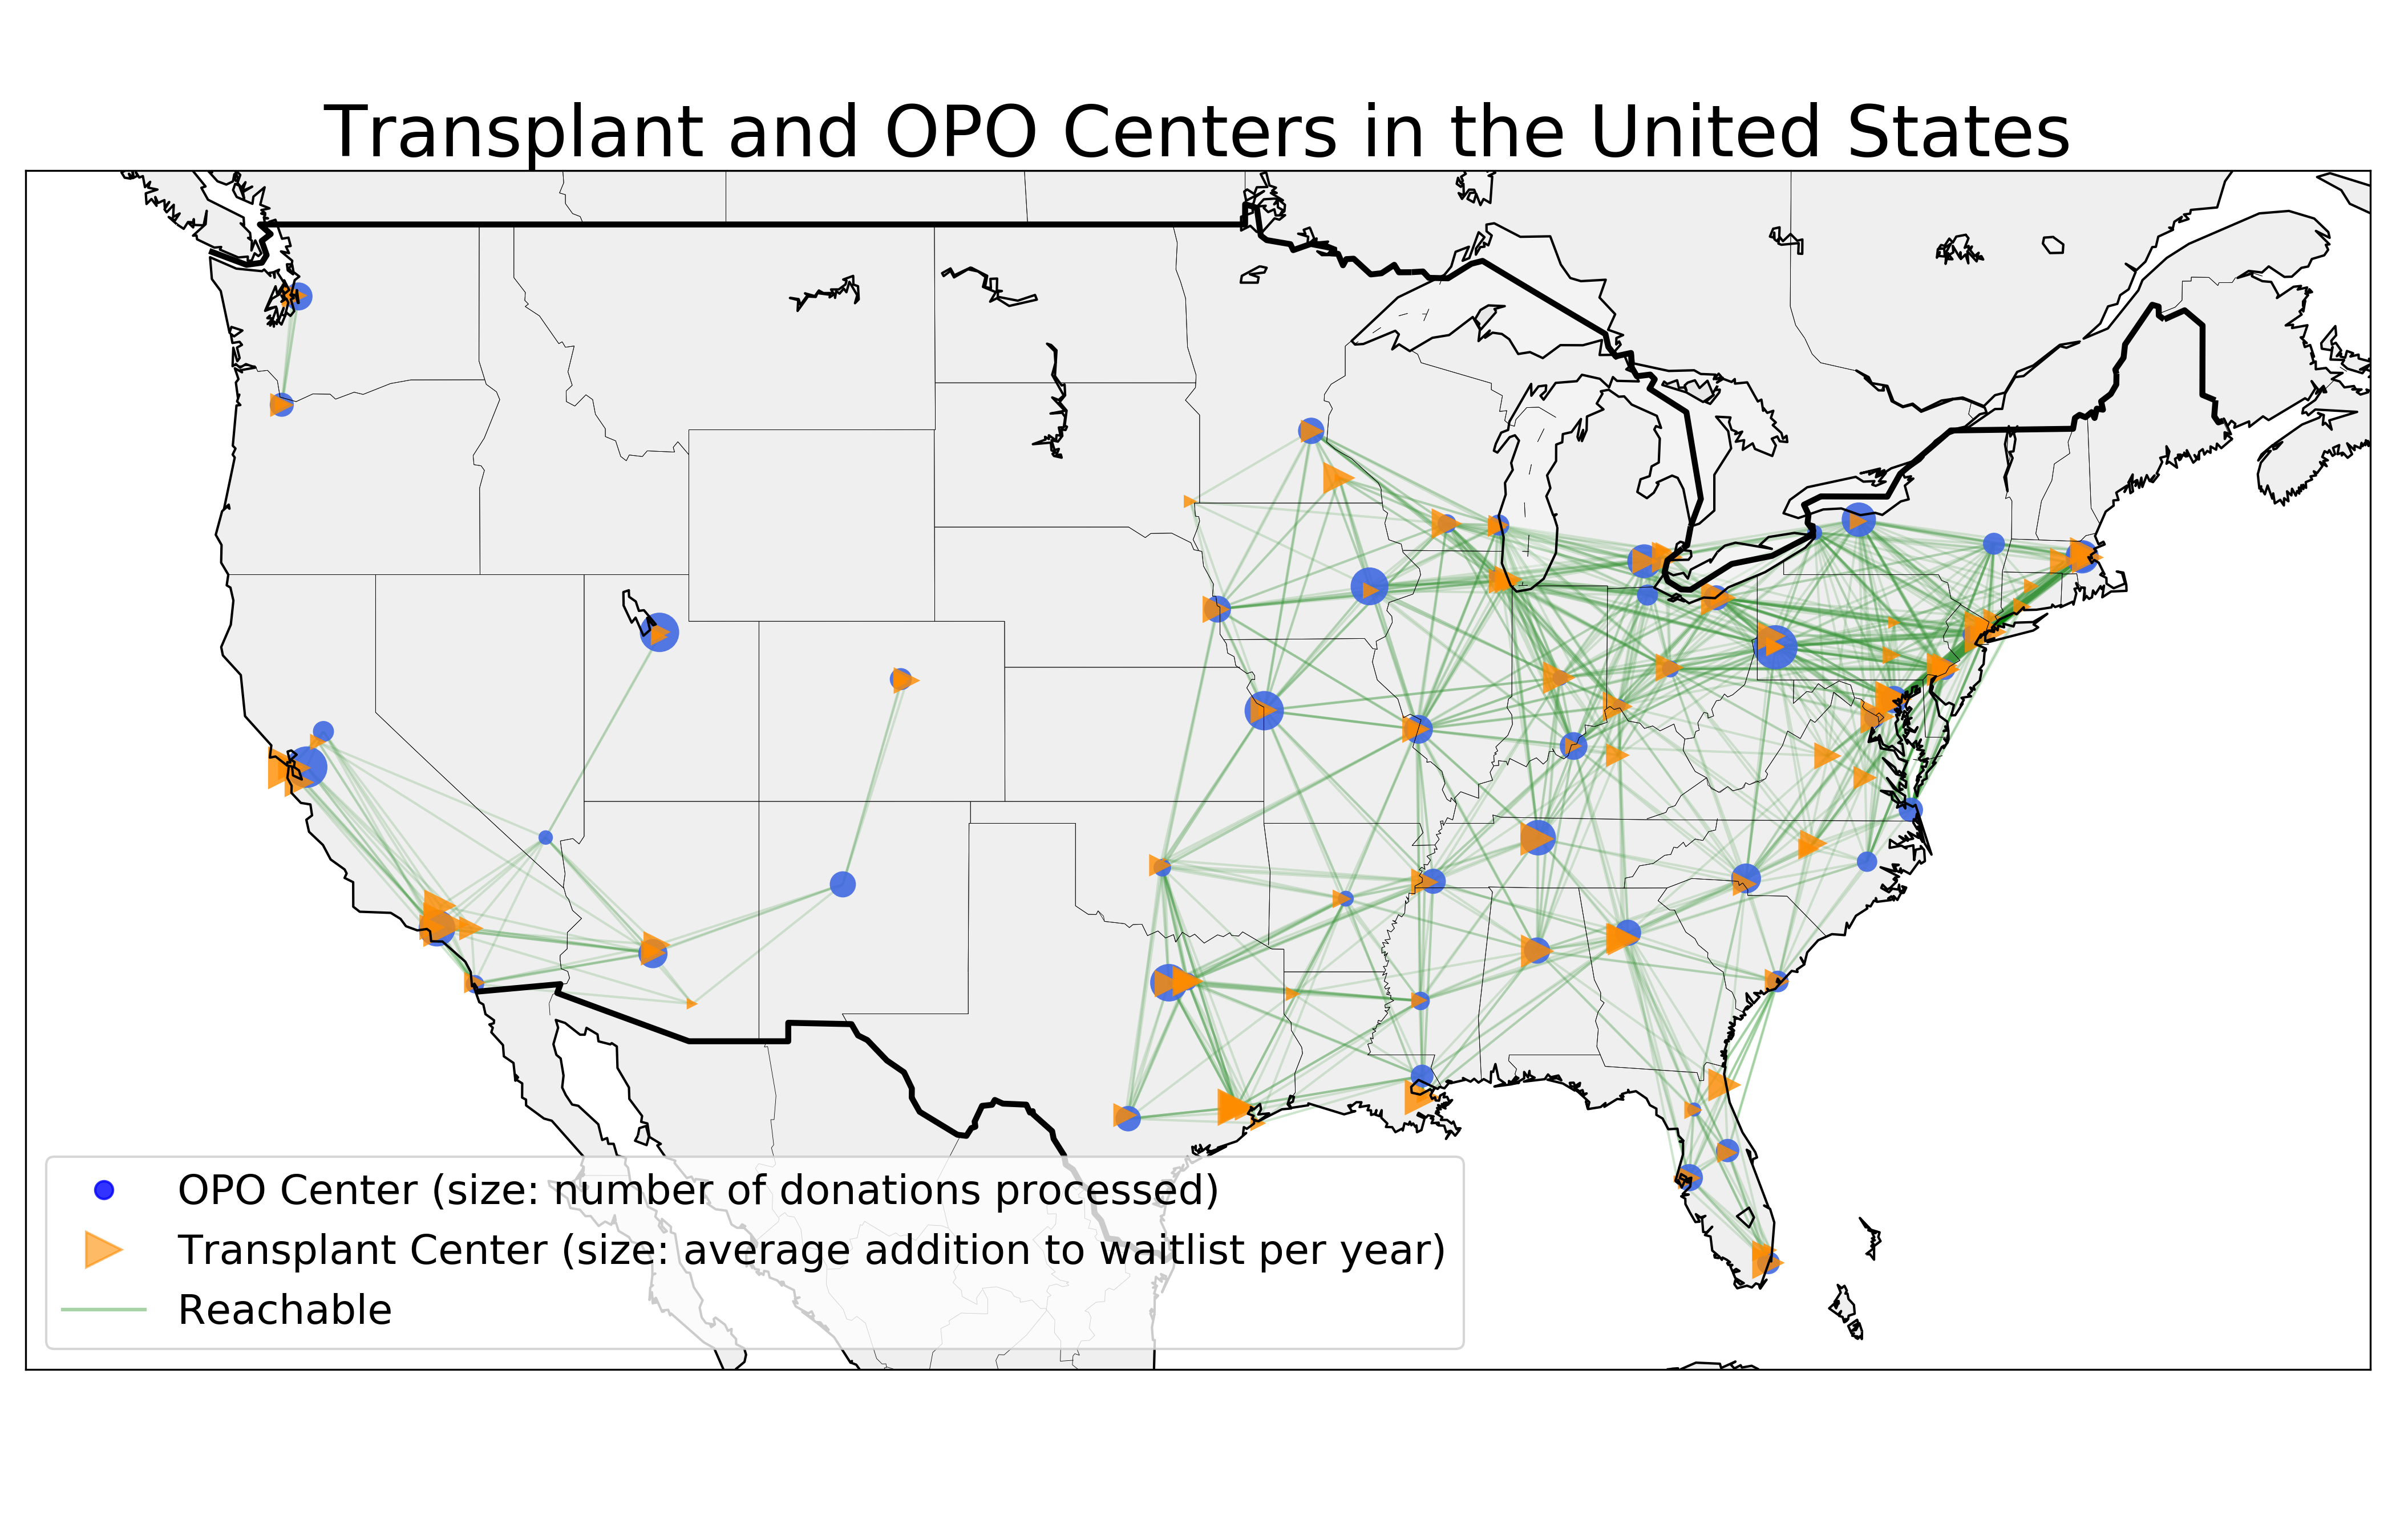 Transplant and OPO Centers in the United States
OPO Center (size: number of donations processed)
Transplant Center (size: average addition to waitlist per year)
Reachable